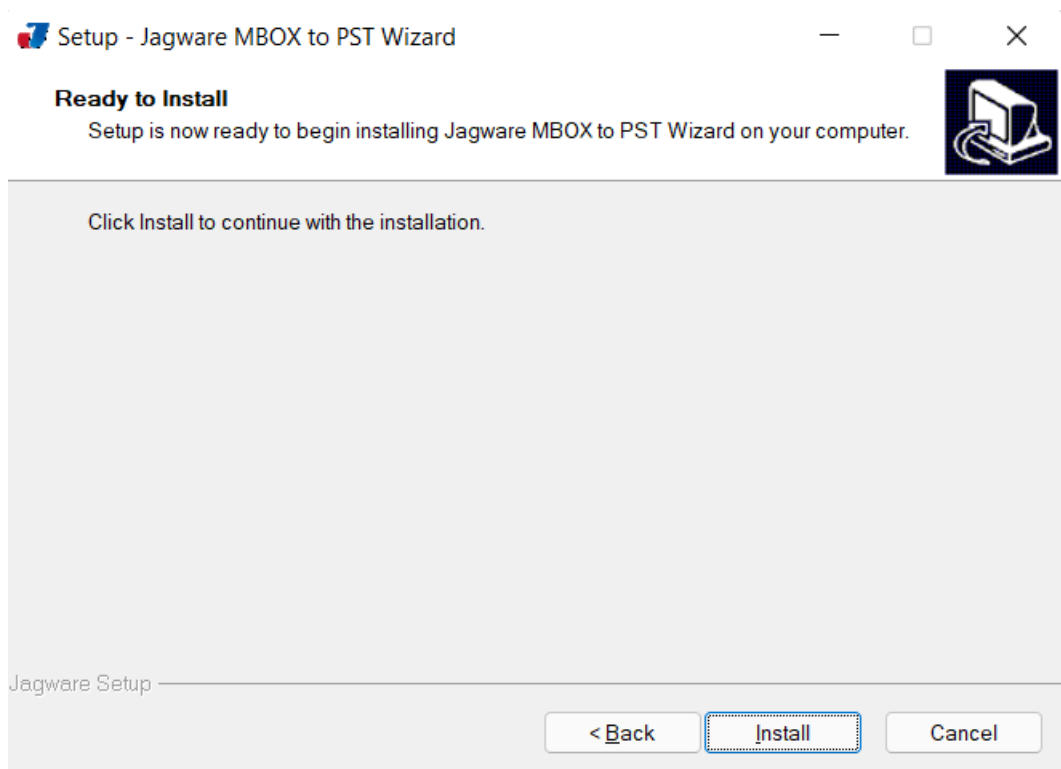 Setup - Jagware MBOX to PST Wizard
Ready to Install
Setup is now ready to begin installing Jagware MBOX to PST Wizard on your computer.
Click Install to continue with the installation.
Jagware Setup
< Back
Install
Cancel